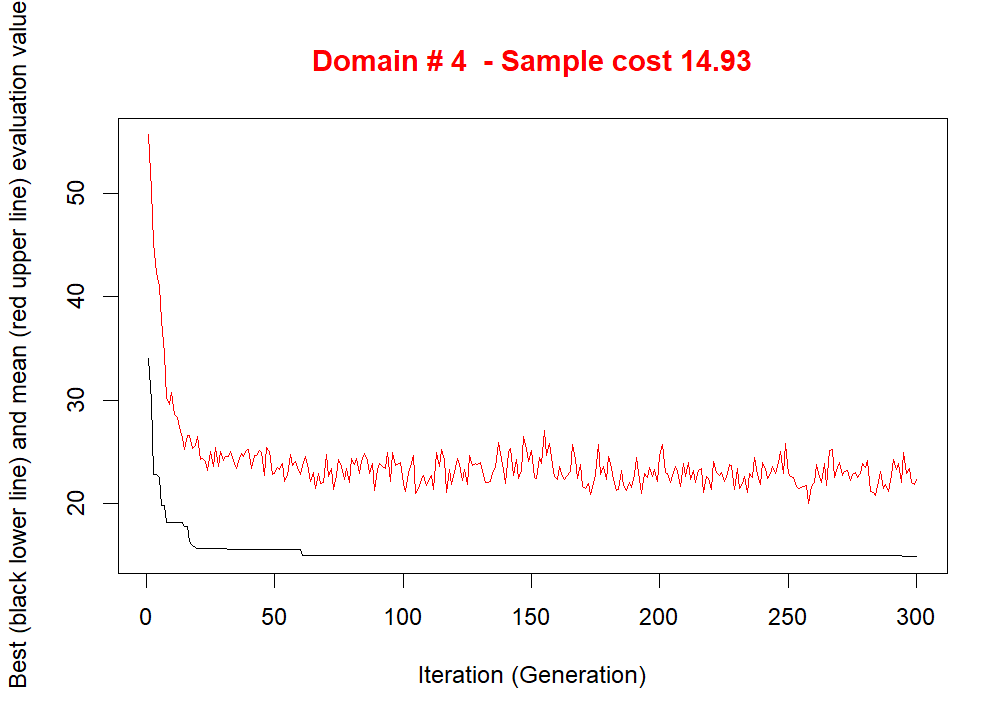 Domain # 4  - Sample cost 14.93
Best (black lower line) and mean (red upper line) evaluation value
50
40
30
20
0 50 100 150 200 250 300
Iteration (Generation)